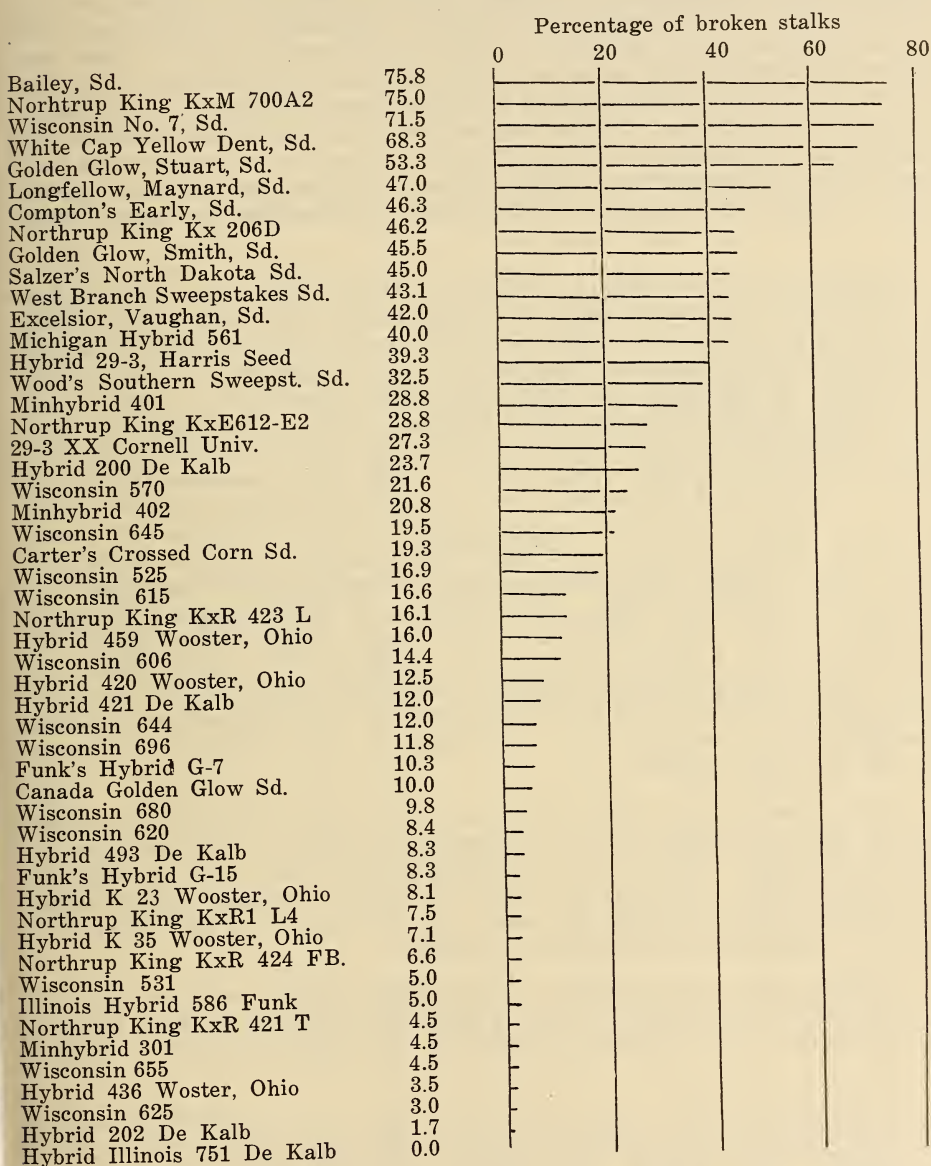 Percentage of broken stalks
0 20 40 60 80
Bailey, Sd. 75.8
Norhtrup King KxM 700A2 75.0
Wisconsin No. 7, Sd. 71.5
White Cap Yellow Dent, Sd. 68.3
Golden Glow, Stuart, Sd. 53.3
Longfellow, Maynard, Sd. 47.0
Compton's Early, Sd. 46.3
Northrup King Kx 206D 46.2
Golden Glow, Smith, Sd. 45.5
Salzer's North Dakota Sd. 45.0
West Branch Sweepstakes Sd. 43.1
Excelsior, Vaughan, Sd. 42.0
Michigan Hybrid 561 40.0
Hybrid 29-3, Harris Seed 39.3
Wood's Southern Sweepst. Sd. 32.5
Minhybrid 401 28.8
Northrup King KxE612-E2 28.8
29-3 XX Cornell Univ. 27.3
Hybrid 200 De Kalb 23.7
Wisconsin 570 21.6
Minhybrid 402 20.8
Wisconsin 645 19.5
Carter's Crossed Corn Sd. 19.3
Wisconsin 525 16.9
Wisconsin 615 16.6
Northrup King KxR 423 L 16.1
Hybrid 459 Wooster, Ohio 16.0
Wisconsin 606 14.4
Hybrid 420 Wooster, Ohio 12.5
Hybrid 421 De Kalb 12.0
Wisconsin 644 12.0
Wisconsin 696 11.8
Funk's Hybrid G-7 10.3
Canada Golden Glow Sd. 10.0
Wisconsin 680 9.8
Wisconsin 620 8.4
Hybrid 493 De Kalb 8.3
Funk's Hybrid G-15 8.3
Hybrid K 23 Wooster, Ohio 8.1
Northrup King KxR1 L4 7.5
Hybrid K 35 Wooster, Ohio 7.1
Northrup King KxR 424 FB. 6.6
Wisconsin 531 5.0
Illinois Hybrid 586 Funk 5.0
Northrup King KxR 421 T 4.5
Minhybrid 301 4.5
Wisconsin 655 4.5
Hybrid 436 Woster, Ohio 3.5
Wisconsin 625 3.0
Hybrid 202 De Kalb 1.7
Hybrid Illinois 751 De Kalb 0.0